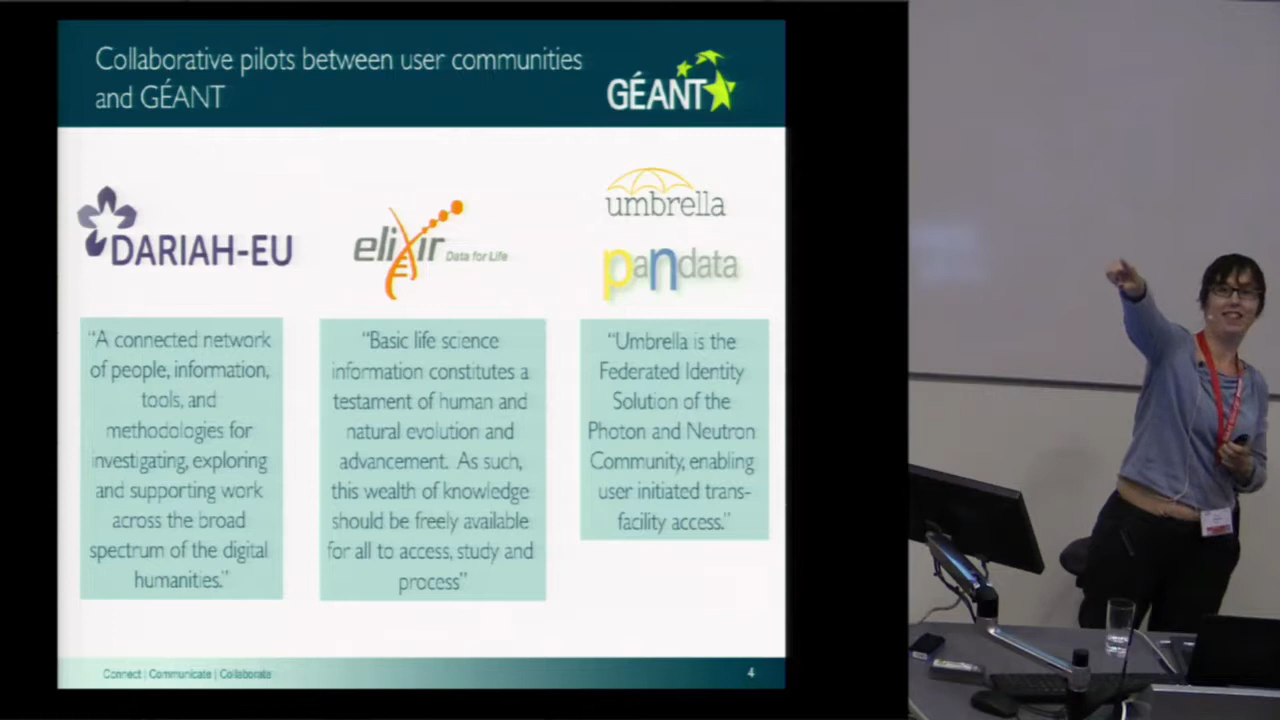 Collaborative pilots between user communities
and GÉANT
GÉANT
DARIAH-EU
elixir Data for Life
umbrella
pandata
“A connected network
of people, information,
tools, and
methodologies for
investigating, exploring
and supporting work
across the broad
spectrum of the digital
humanities.”
“Basic life science
information constitutes a
testament of human and
natural evolution and
advancement. As such,
this wealth of knowledge
should be freely available
for all to access, study and
process”
“Umbrella is the
Federated Identity
Solution of the
Photon and Neutron
Community, enabling
user initiated trans-
facility access.”
Connect | Communicate | Collaborate
4